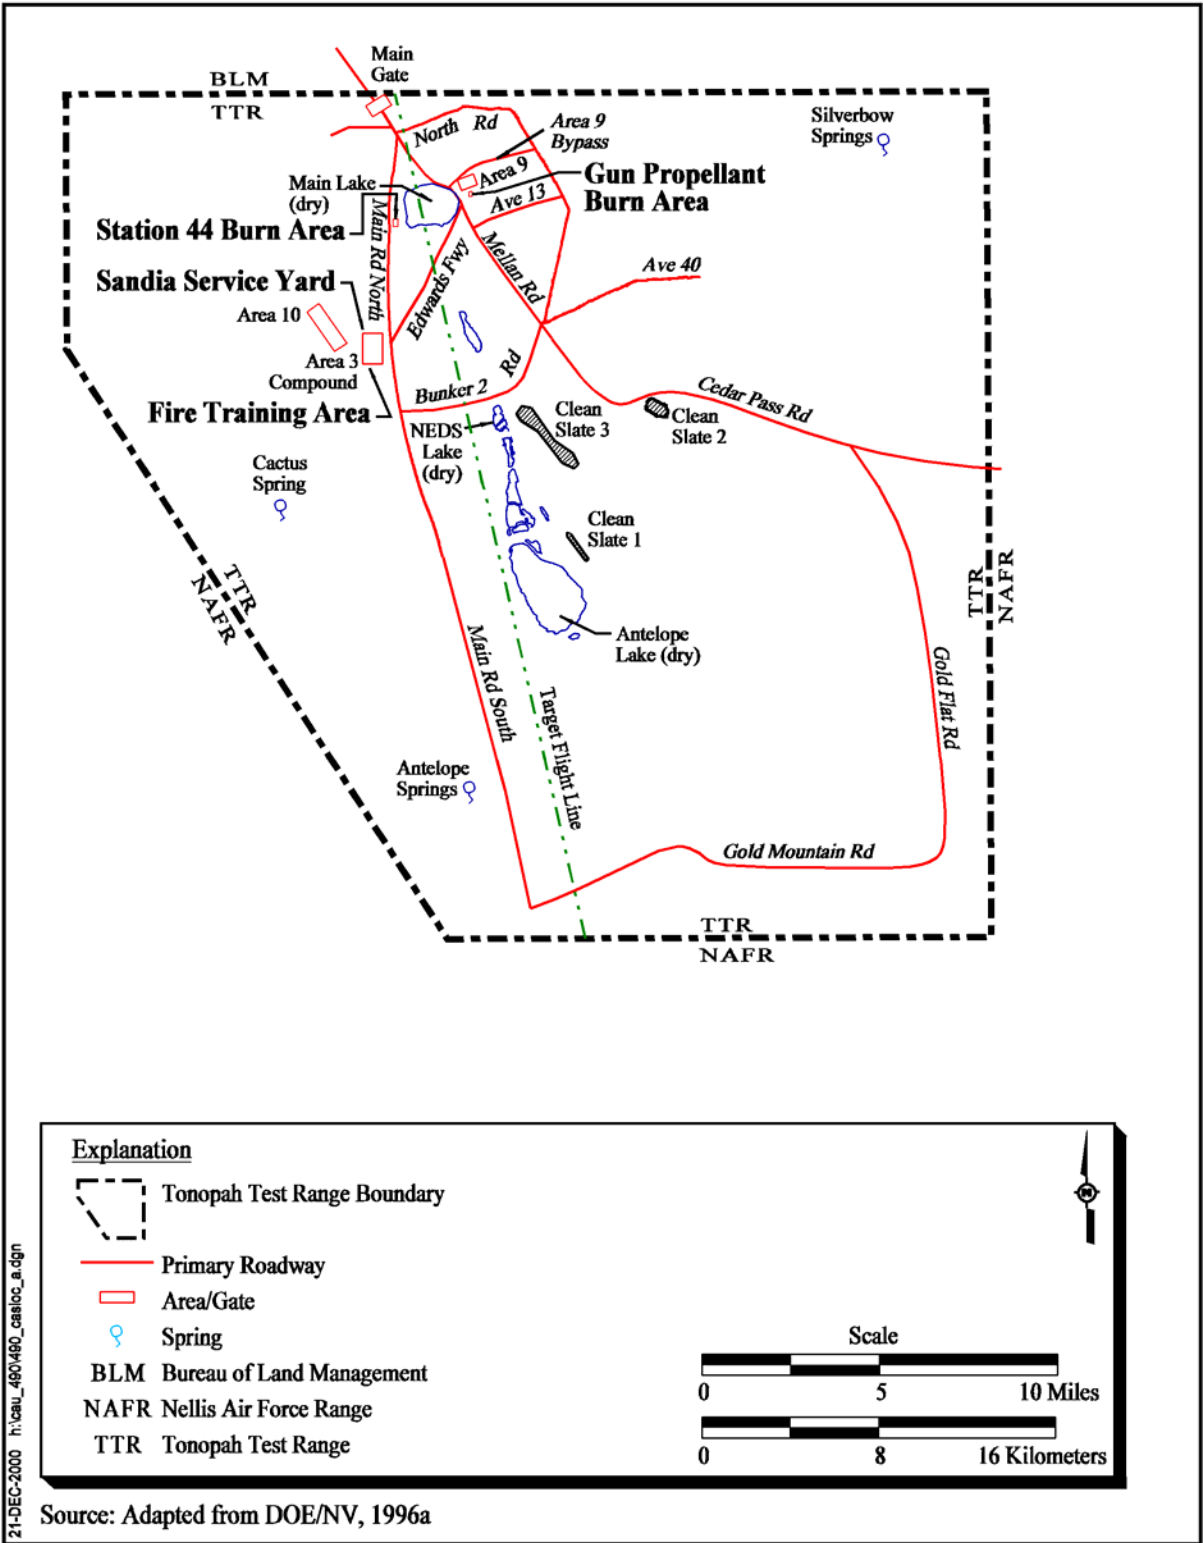 Main
Gate
BLM
TTR
North Rd
Area 9
Bypass
Silverbow
Springs
Area 9
Gun Propellant
Burn Area
Main Lake
(dry)
Ave 13
Station 44 Burn Area
Main Rd North
Mellan Rd
Edwards Fwy
Ave 40
Sandia Service Yard
Area 10
Area 3
Compound
Bunker 2 Rd
Fire Training Area
Cedar Pass Rd
NEDS
Lake
(dry)
Clean
Slate 3
Clean
Slate 2
Cactus
Spring
Clean
Slate 1
TTR
NAFR
TTR
NAFR
Antelope
Lake (dry)
Main Rd South
Gold Flat Rd
Target Flight Line
Antelope
Springs
Gold Mountain Rd
TTR
NAFR
Explanation
Tonopah Test Range Boundary
Primary Roadway
Area/Gate
Spring
BLM Bureau of Land Management
NAFR Nellis Air Force Range
TTR Tonopah Test Range
N
Scale
0 5 10 Miles
0 8 16 Kilometers
21-DEC-2000 h:\cau_490\490_casloc_a.dgn
Source: Adapted from DOE/NV, 1996a